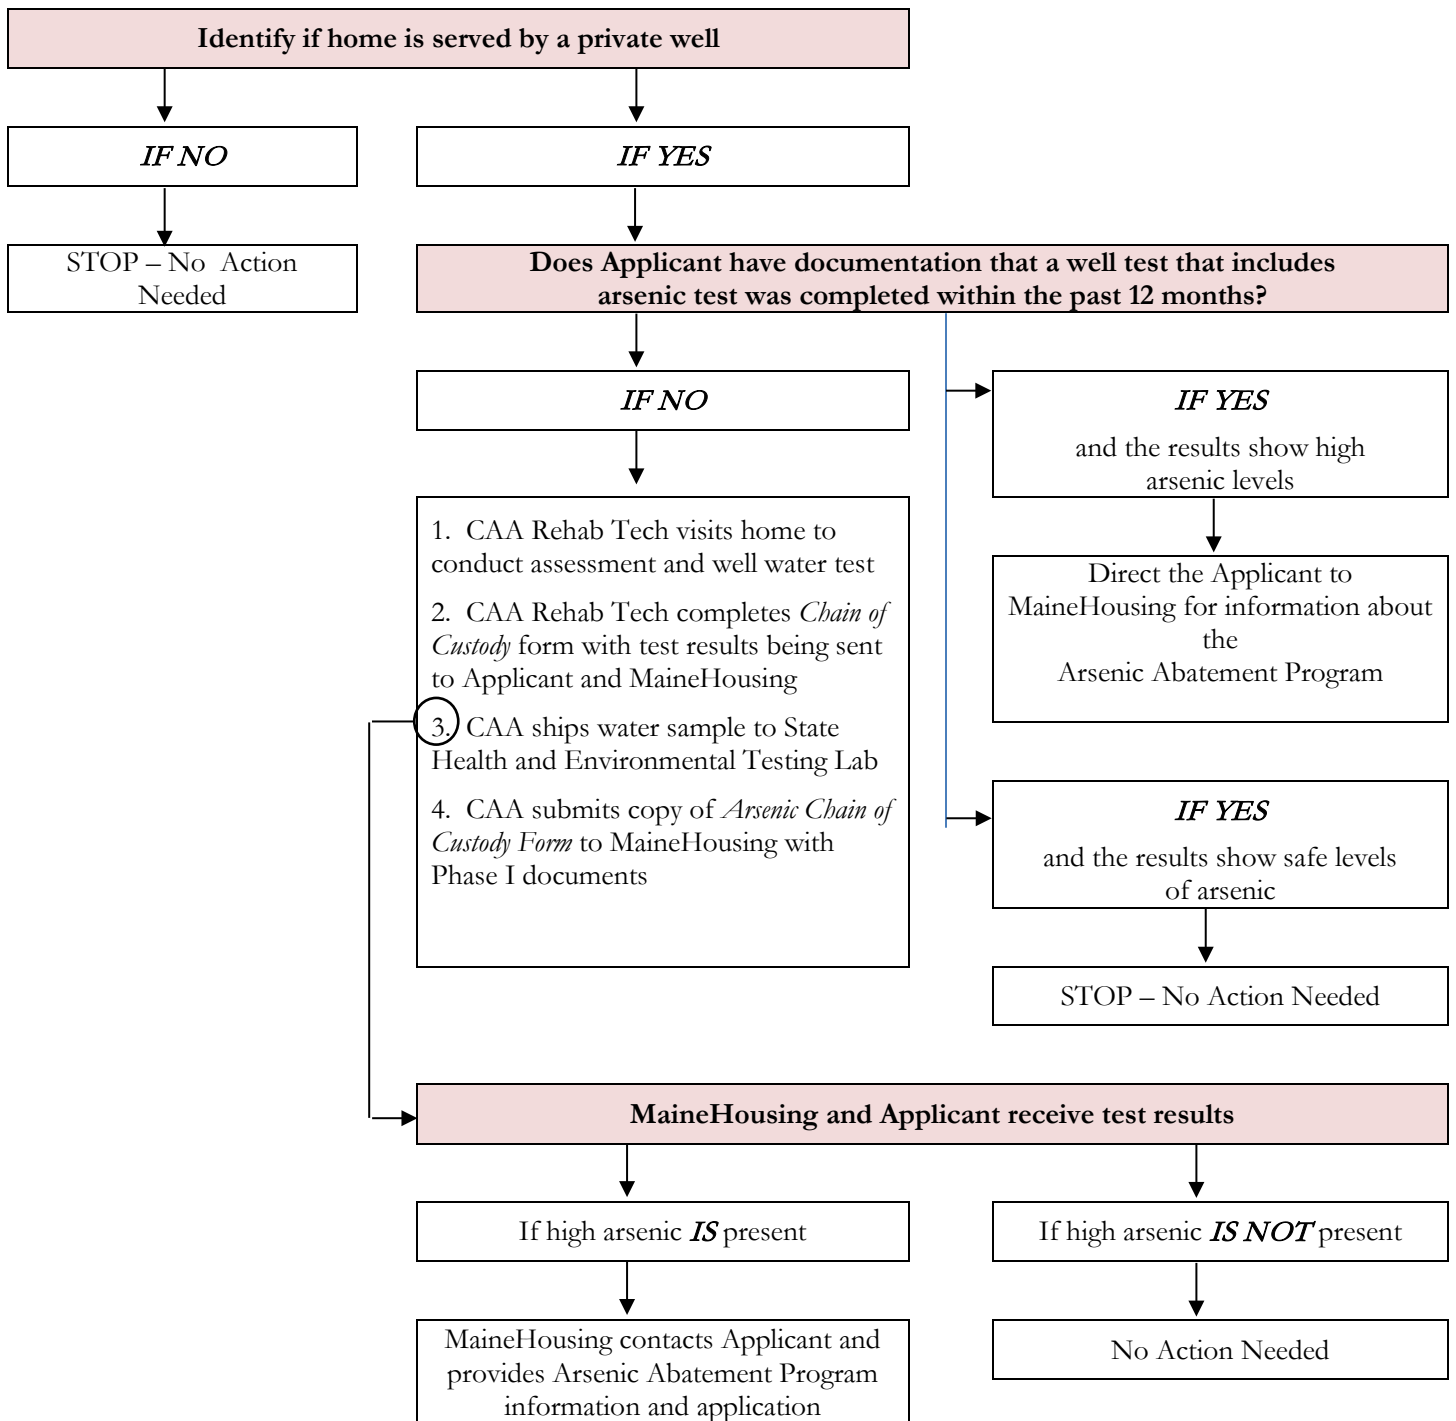 Identify if home is served by a private well
IF NO
IF YES
STOP – No Action
Needed
Does Applicant have documentation that a well test that includes
arsenic test was completed within the past 12 months?
IF NO
IF YES
and the results show high
arsenic levels
1. CAA Rehab Tech visits home to
conduct assessment and well water test
2. CAA Rehab Tech completes Chain of
Custody form with test results being sent
to Applicant and MaineHousing
3. CAA ships water sample to State
Health and Environmental Testing Lab
4. CAA submits copy of Arsenic Chain of
Custody Form to MaineHousing with
Phase I documents
Direct the Applicant to
MaineHousing for information about
the
Arsenic Abatement Program
IF YES
and the results show safe levels
of arsenic
STOP – No Action Needed
MaineHousing and Applicant receive test results
If high arsenic IS present
If high arsenic IS NOT present
MaineHousing contacts Applicant and
provides Arsenic Abatement Program
information and application
No Action Needed